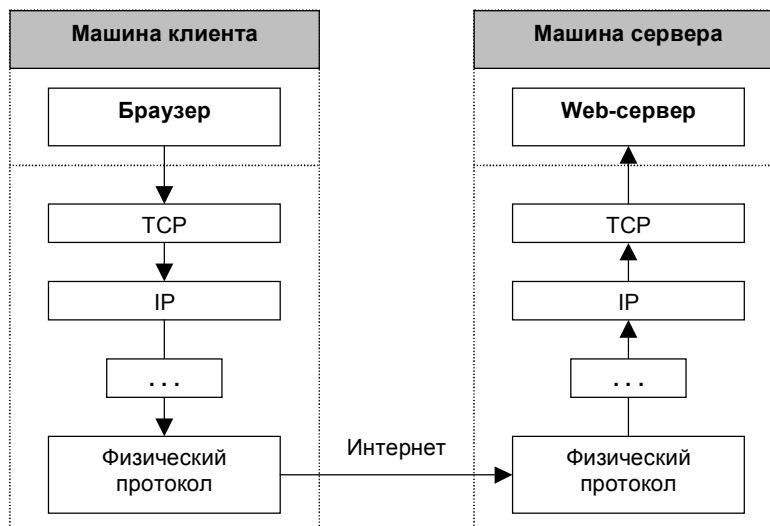 Машина клиента
Машина сервера
Браузер
Web-сервер
TCP
TCP
IP
IP
. . .
. . .
Интернет
Физический
протокол
Физический
протокол